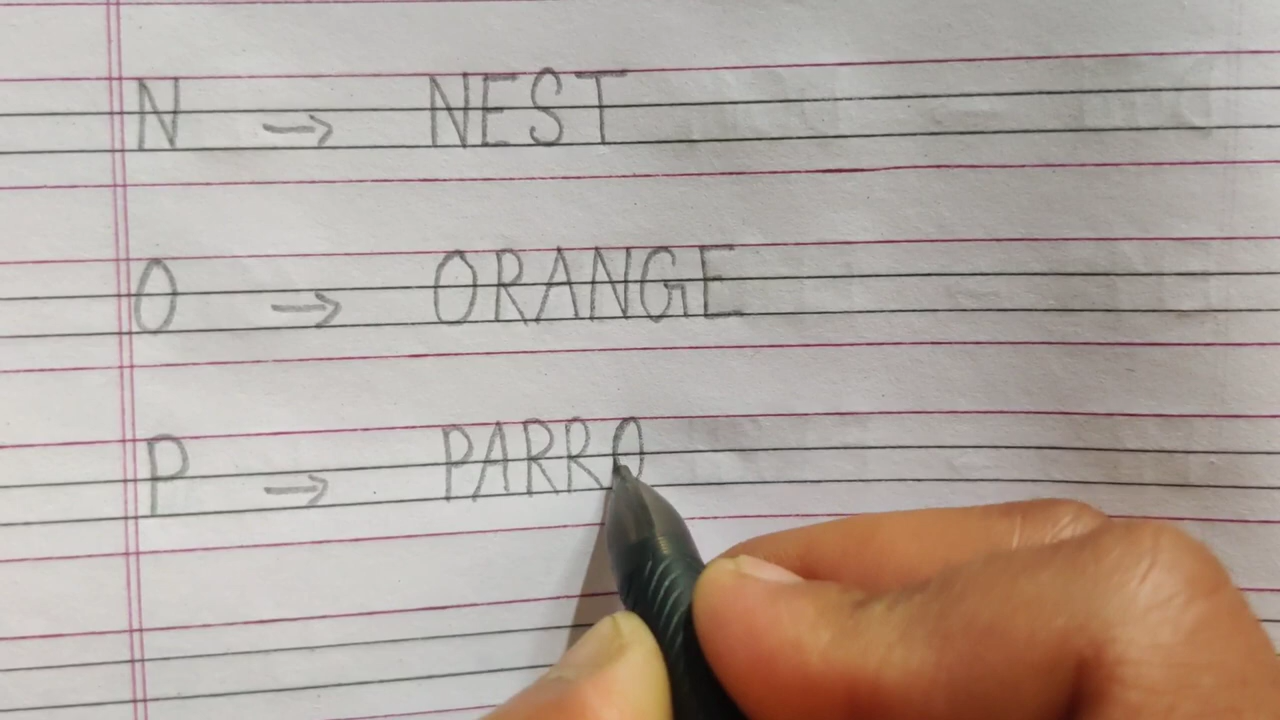 N → NEST
O → ORANGE
P → PARRO